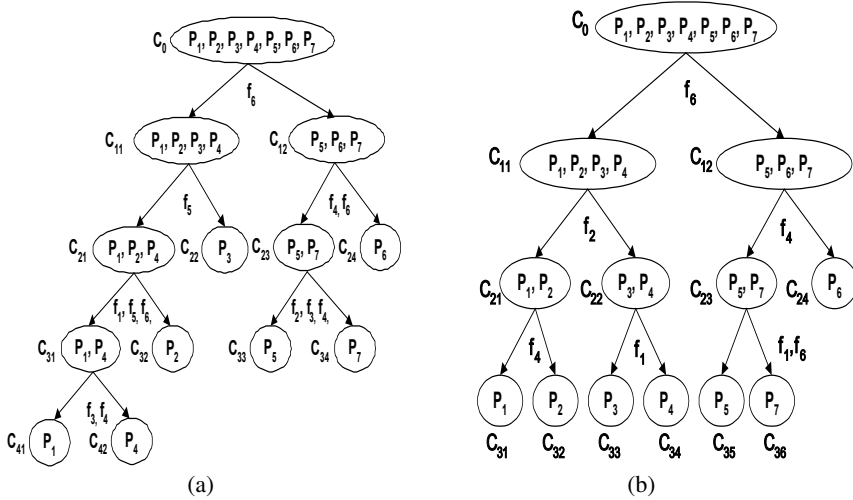 C0 P1, P2, P3, P4, P5, P6, P7
f6
C11 P1, P2, P3, P4
C12 P5, P6, P7
f5
f4, f6
C21 P1, P2, P4
C22 P3
C23 P5, P7
C24 P6
f1, f5, f6,
f2, f3, f4,
C31 P1, P4
C32 P2
C33 P5
C34 P7
f3, f4
C41 P1
C42 P4
(a)
C0 P1, P2, P3, P4, P5, P6, P7
f6
C11 P1, P2, P3, P4
C12 P5, P6, P7
f2
f4
C21 P1, P2
C22 P3, P4
C23 P5, P7
C24 P6
f4
f1
f1,f6
P1 P2 P3 P4 P5 P7
C31 C32 C33 C34 C35 C36
(b)